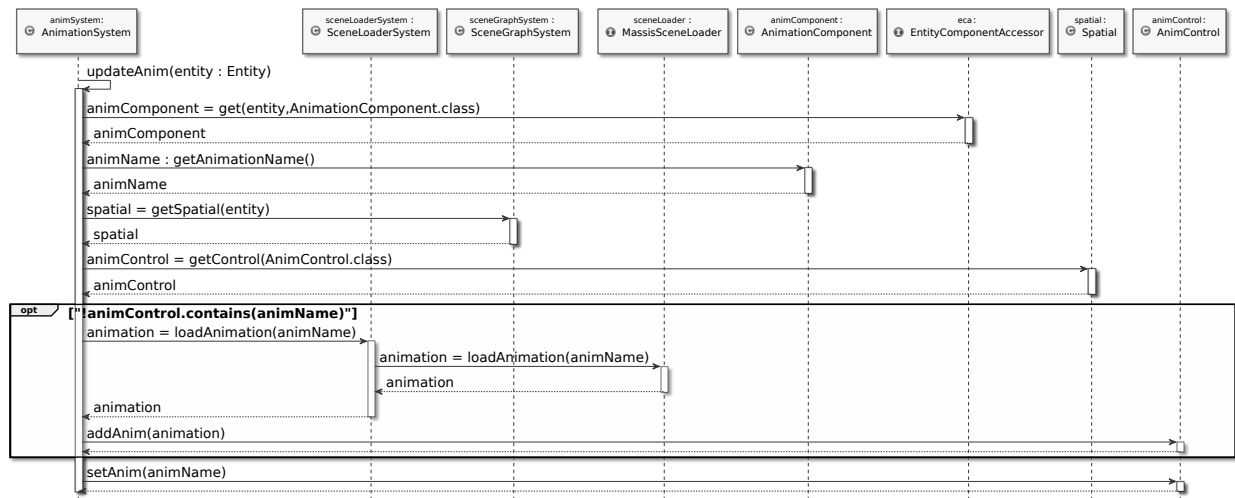 animSystem: sceneLoaderSystem : sceneGraphSystem : sceneLoader : animComponent: eca: spatial: animControl:
C AnimationSystem C SceneLoaderSystem C SceneGraphSystem I MassisSceneLoader C AnimationComponent I EntityComponentAccessor C Spatial C AnimControl
updateAnim(entity : Entity)
animComponent = get(entity,AnimationComponent.class)
animComponent
animName : getAnimationName()
animName
spatial = getSpatial(entity)
spatial
animControl = getControl(AnimControl.class)
animControl
opt ["!animControl.contains(animName)"]
animation = loadAnimation(animName)
animation = loadAnimation(animName)
animation
animation
addAnim(animation)
setAnim(animName)